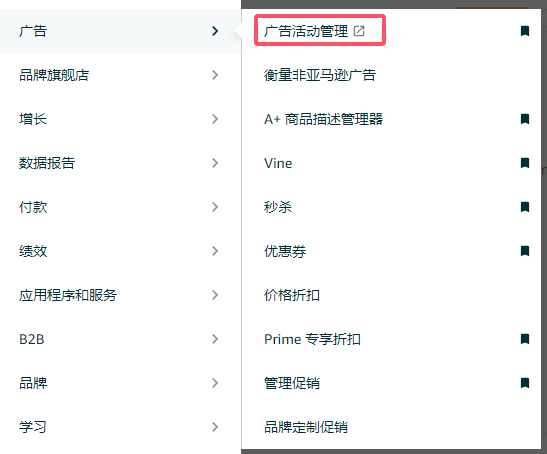 广告
品牌旗舰店
增长
数据报告
付款
绩效
应用程序和服务
B2B
品牌
学习
广告活动管理
衡量非亚马逊广告
A+ 商品描述管理器
Vine
秒杀
优惠券
价格折扣
Prime 专享折扣
管理促销
品牌定制促销